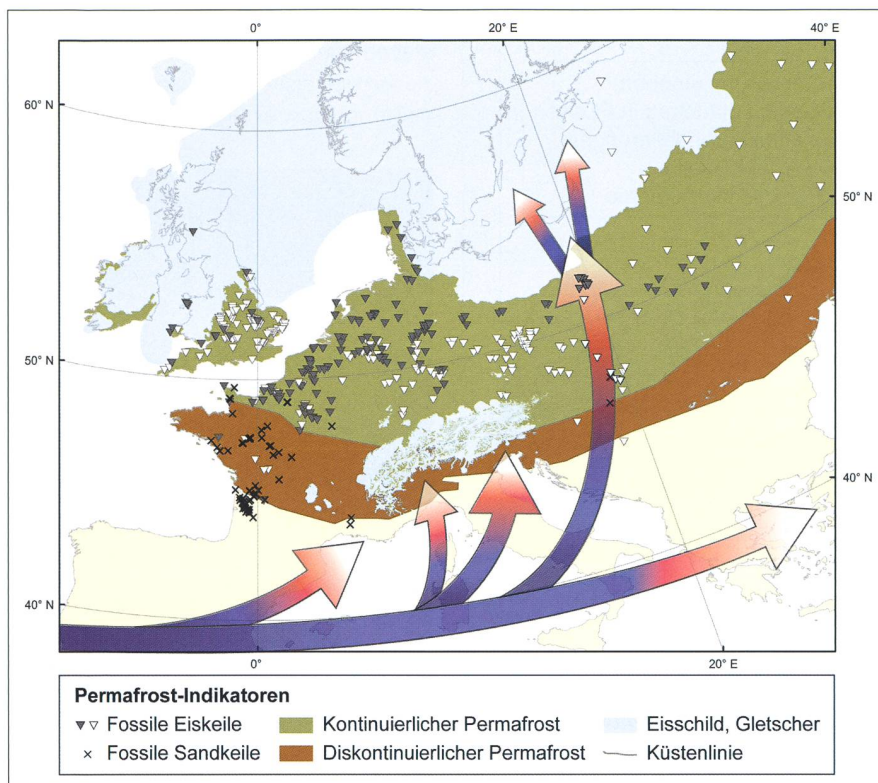 0°
20° E
40° E
60° N
50° N
50° N
40° N
40° N
0°
20° E
Permafrost-Indikatoren
Fossile Eiskeile
Kontinuierlicher Permafrost
Eisschild, Gletscher
Fossile Sandkeile
Diskontinuierlicher Permafrost
Küstenlinie